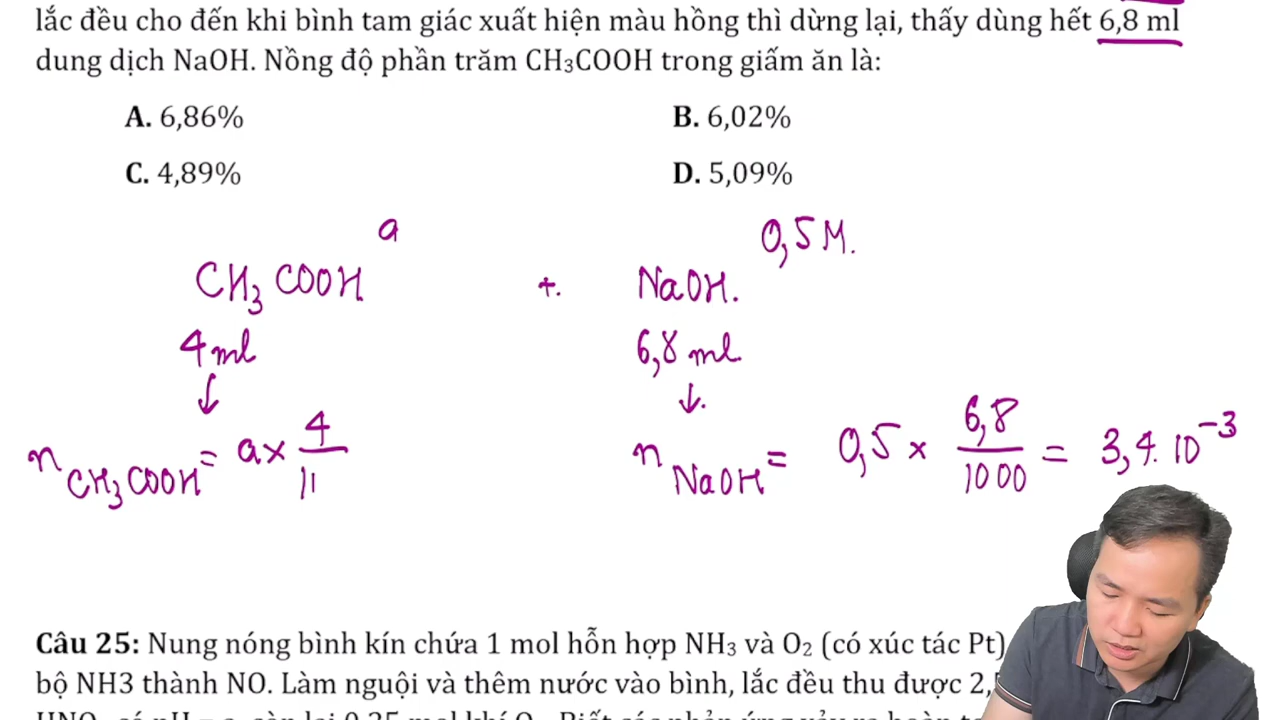 lắc đều cho đến khi bình tam giác xuất hiện màu hồng thì dừng lại, thấy dùng hết 6,8 ml
dung dịch NaOH. Nồng độ phần trăm CH₃COOH trong giấm ăn là:
A. 6,86% B. 6,02%
C. 4,89% D. 5,09%
a 0,5 M.
CH₃COOH +. NaOH.
4 ml 6,8 ml
↓ ↓.
n CH₃COOH = a × 4/11 n NaOH = 0,5 × 6,8/1000 = 3,4.10⁻³
Câu 25: Nung nóng bình kín chứa 1 mol hỗn hợp NH₃ và O₂ (có xúc tác Pt)
bộ NH3 thành NO. Làm nguội và thêm nước vào bình, lắc đều thu được 2,